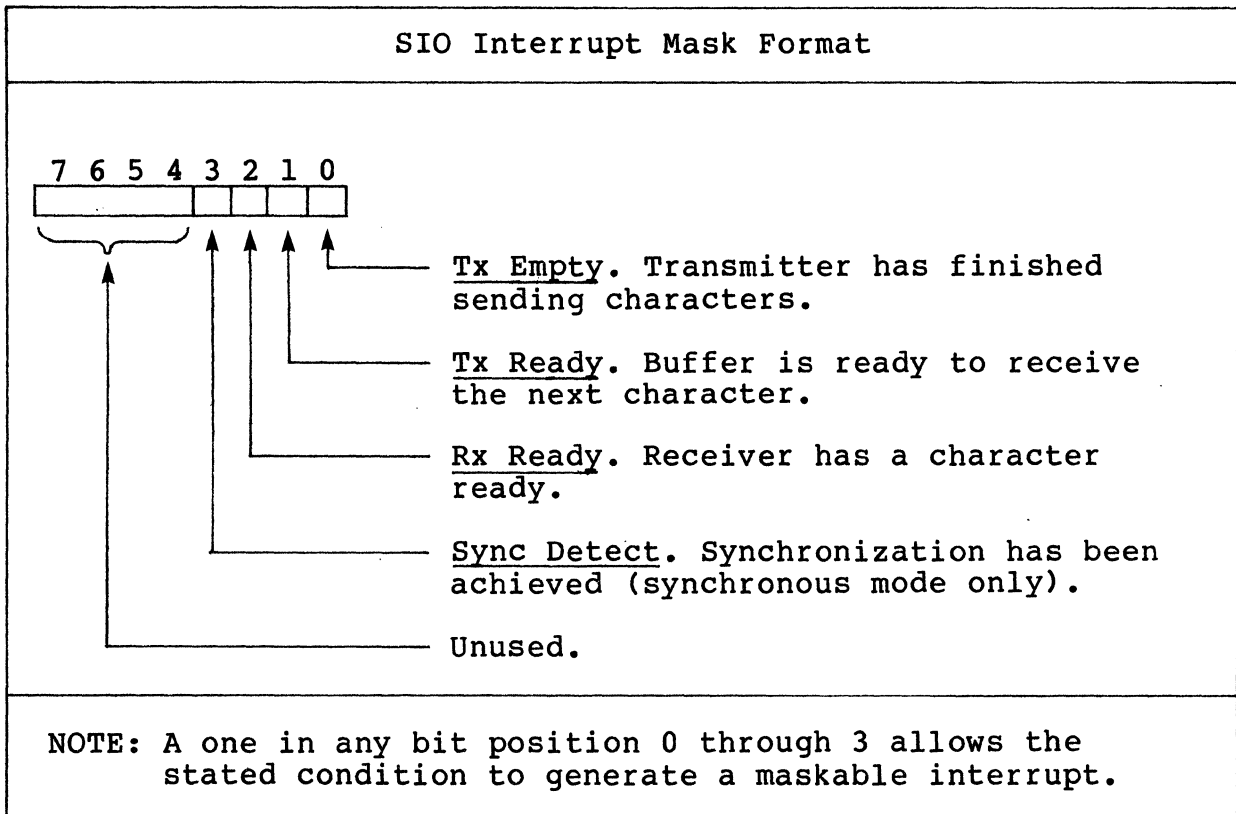 SIO Interrupt Mask Format
7 6 5 4 3 2 1 0
Tx Empty. Transmitter has finished
sending characters.
Tx Ready. Buffer is ready to receive
the next character.
Rx Ready. Receiver has a character
ready.
Sync Detect. Synchronization has been
achieved (synchronous mode only).
Unused.
NOTE: A one in any bit position 0 through 3 allows the
stated condition to generate a maskable interrupt.